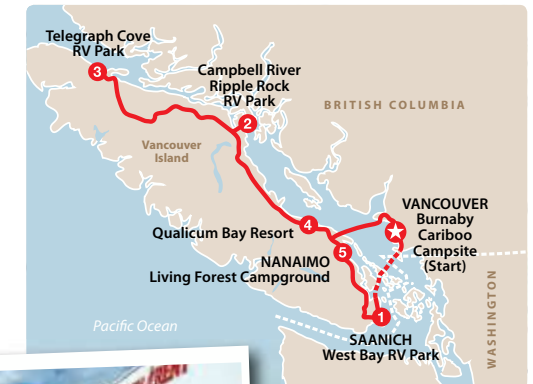 Telegraph Cove
RV Park
3
Campbell River
Ripple Rock
RV Park
2
BRITISH COLUMBIA
Vancouver
Island
VANCOUVER
Burnaby
Cariboo
Campsite
(Start)
Qualicum Bay Resort
4
5
NANAIMO
Living Forest Campground
WASHINGTON
Pacific Ocean
1
SAANICH
West Bay RV Park
RENT